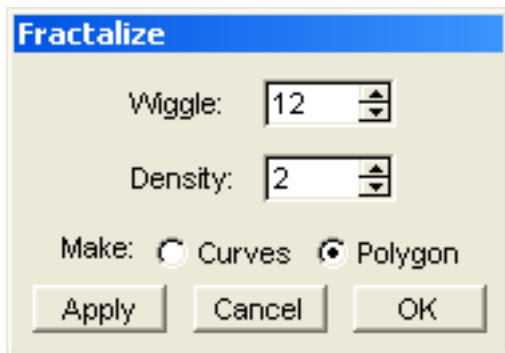 Fractalize
Wiggle: 12
Density: 2
Make: Curves Polygon
Apply Cancel OK